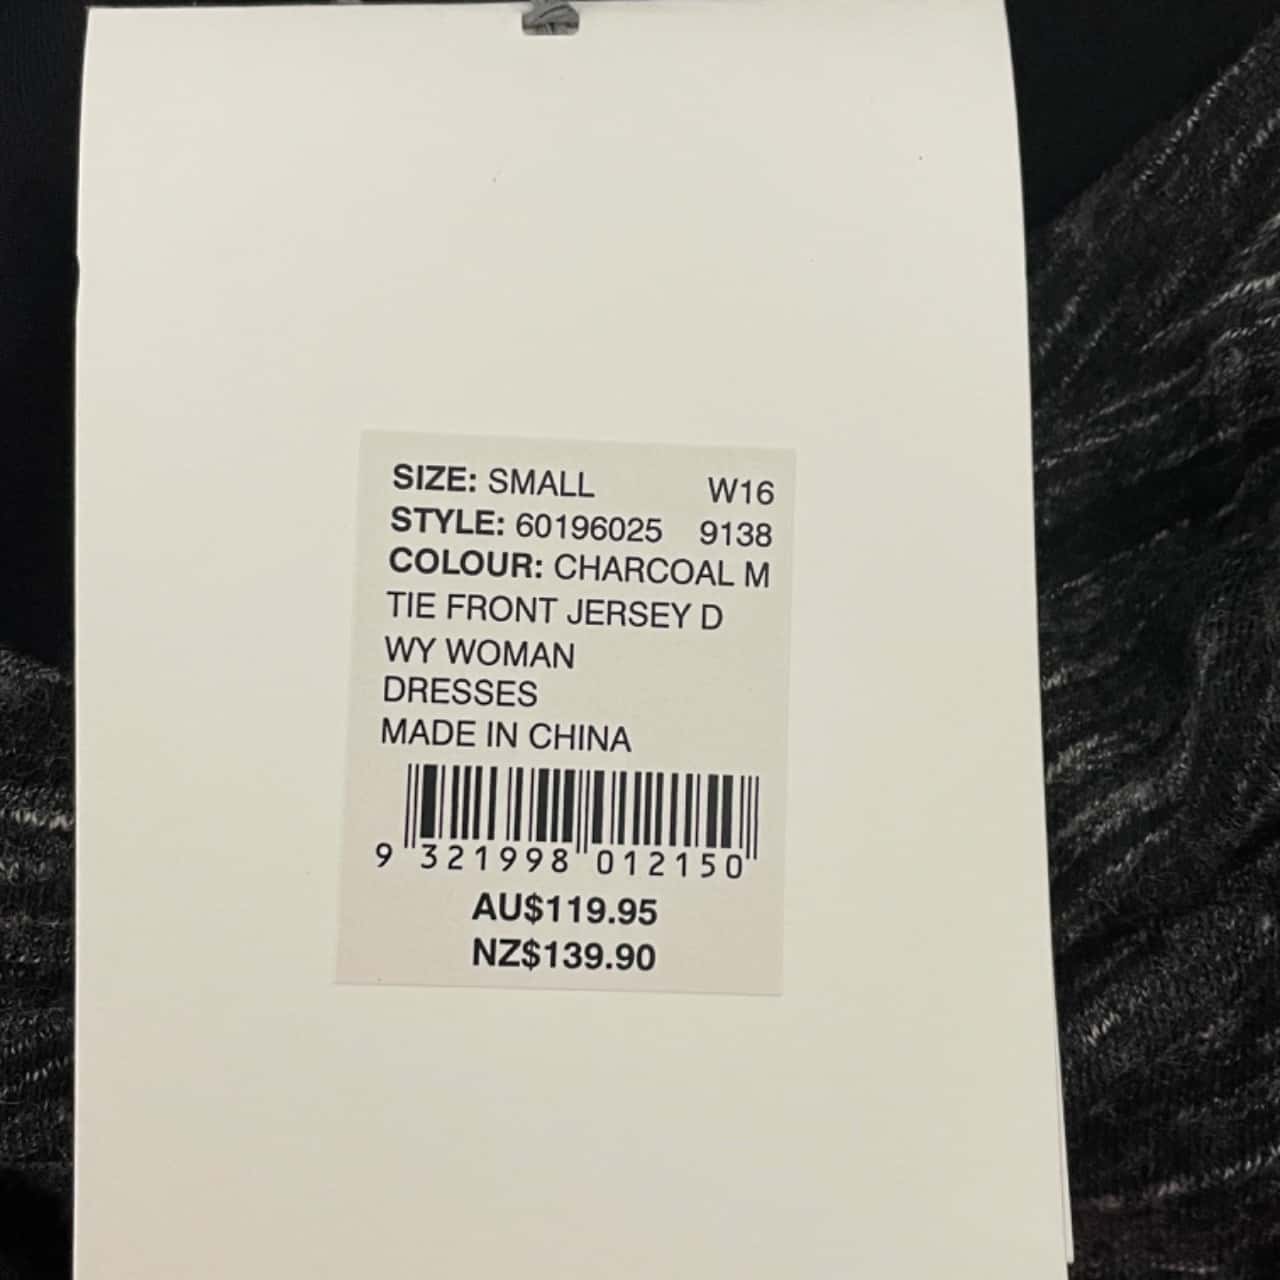 SIZE: SMALL W16
STYLE: 60196025 9138
COLOUR: CHARCOAL M
TIE FRONT JERSEY D
WY WOMAN
DRESSES
MADE IN CHINA
9 321998 012150
AU$119.95
NZ$139.90